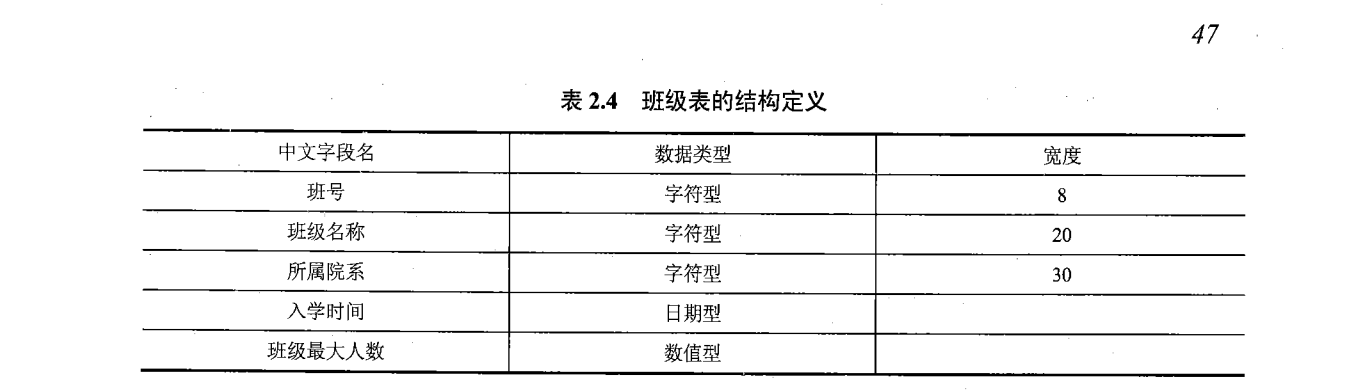 47
表 2.4 班级表的结构定义
中文字段名 数据类型 宽度
班号 字符型 8
班级名称 字符型 20
所属院系 字符型 30
入学时间 日期型
班级最大人数 数值型